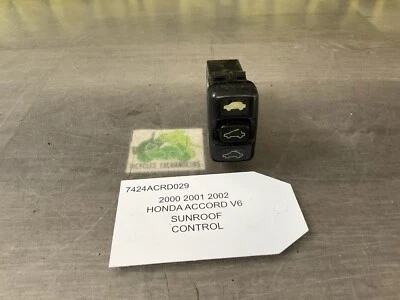 7424ACRD029
2000 2001 2002
HONDA ACCORD V6
SUNROOF
CONTROL